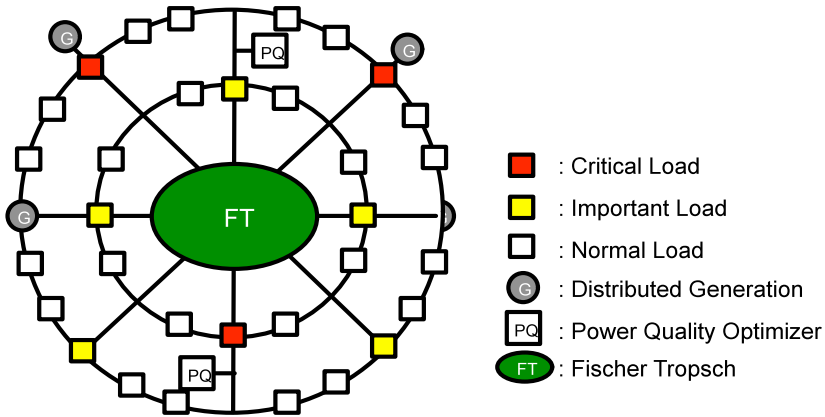 G
G
PQ
G
FT
G
PQ
: Critical Load
: Important Load
: Normal Load
G : Distributed Generation
PQ : Power Quality Optimizer
FT : Fischer Tropsch